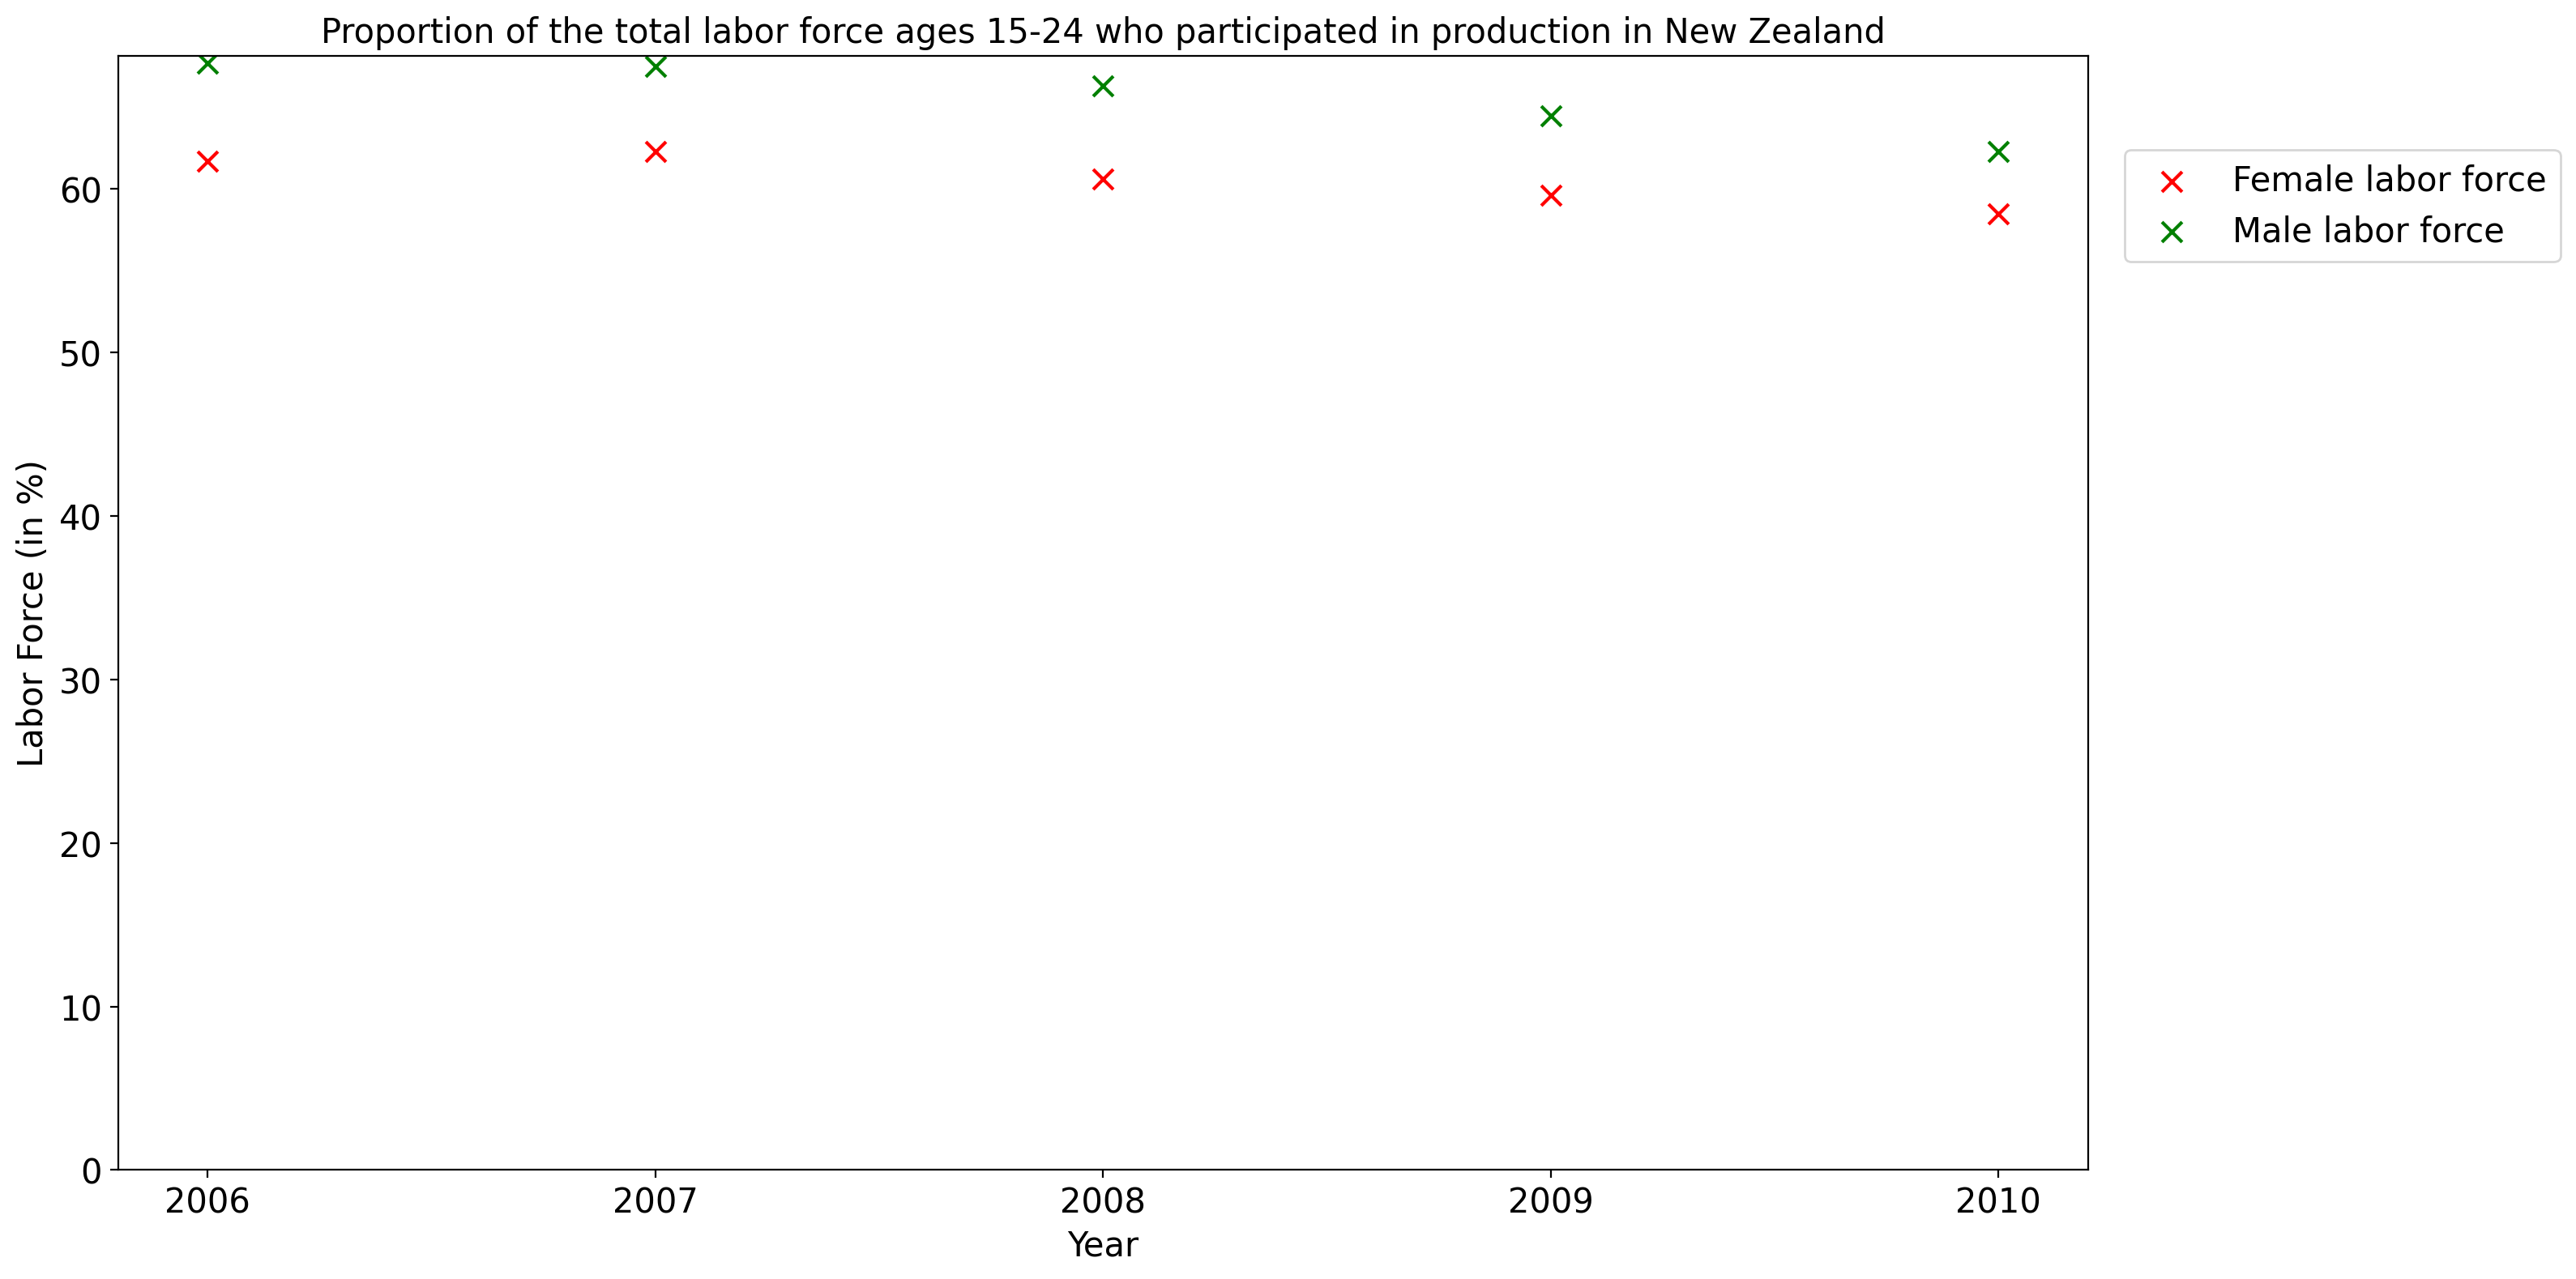 Proportion of the total labor force ages 15-24 who participated in production in New Zealand
Labor Force (in %)
60
50
40
30
20
10
0
2006 2007 2008 2009 2010
Year
Female labor force
Male labor force